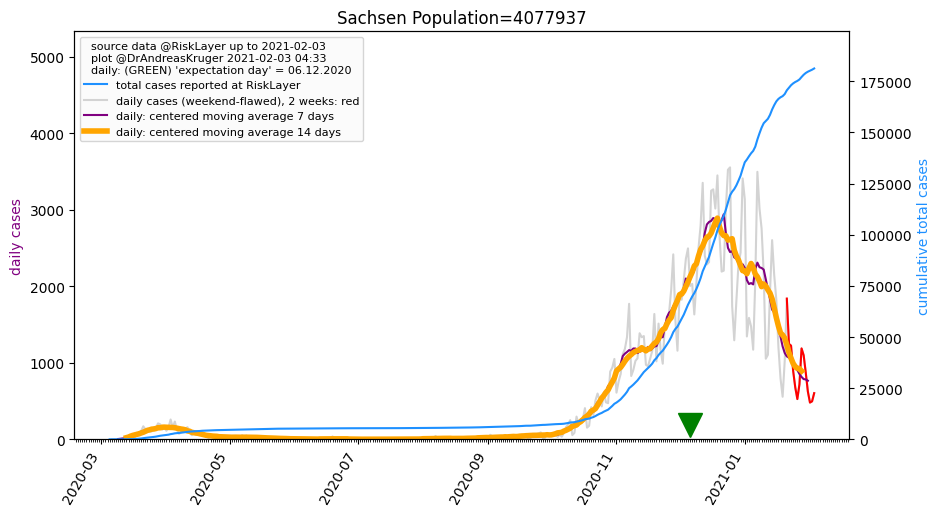 Sachsen Population=4077937
source data @RiskLayer up to 2021-02-03
plot @DrAndreasKruger 2021-02-03 04:33
daily: (GREEN) 'expectation day' = 06.12.2020
total cases reported at RiskLayer
daily cases (weekend-flawed), 2 weeks: red
daily: centered moving average 7 days
daily: centered moving average 14 days
daily cases
5000
4000
3000
2000
1000
0
175000
150000
125000
100000
75000
50000
25000
0
cumulative total cases
2020-03
2020-05
2020-07
2020-09
2020-11
2021-01